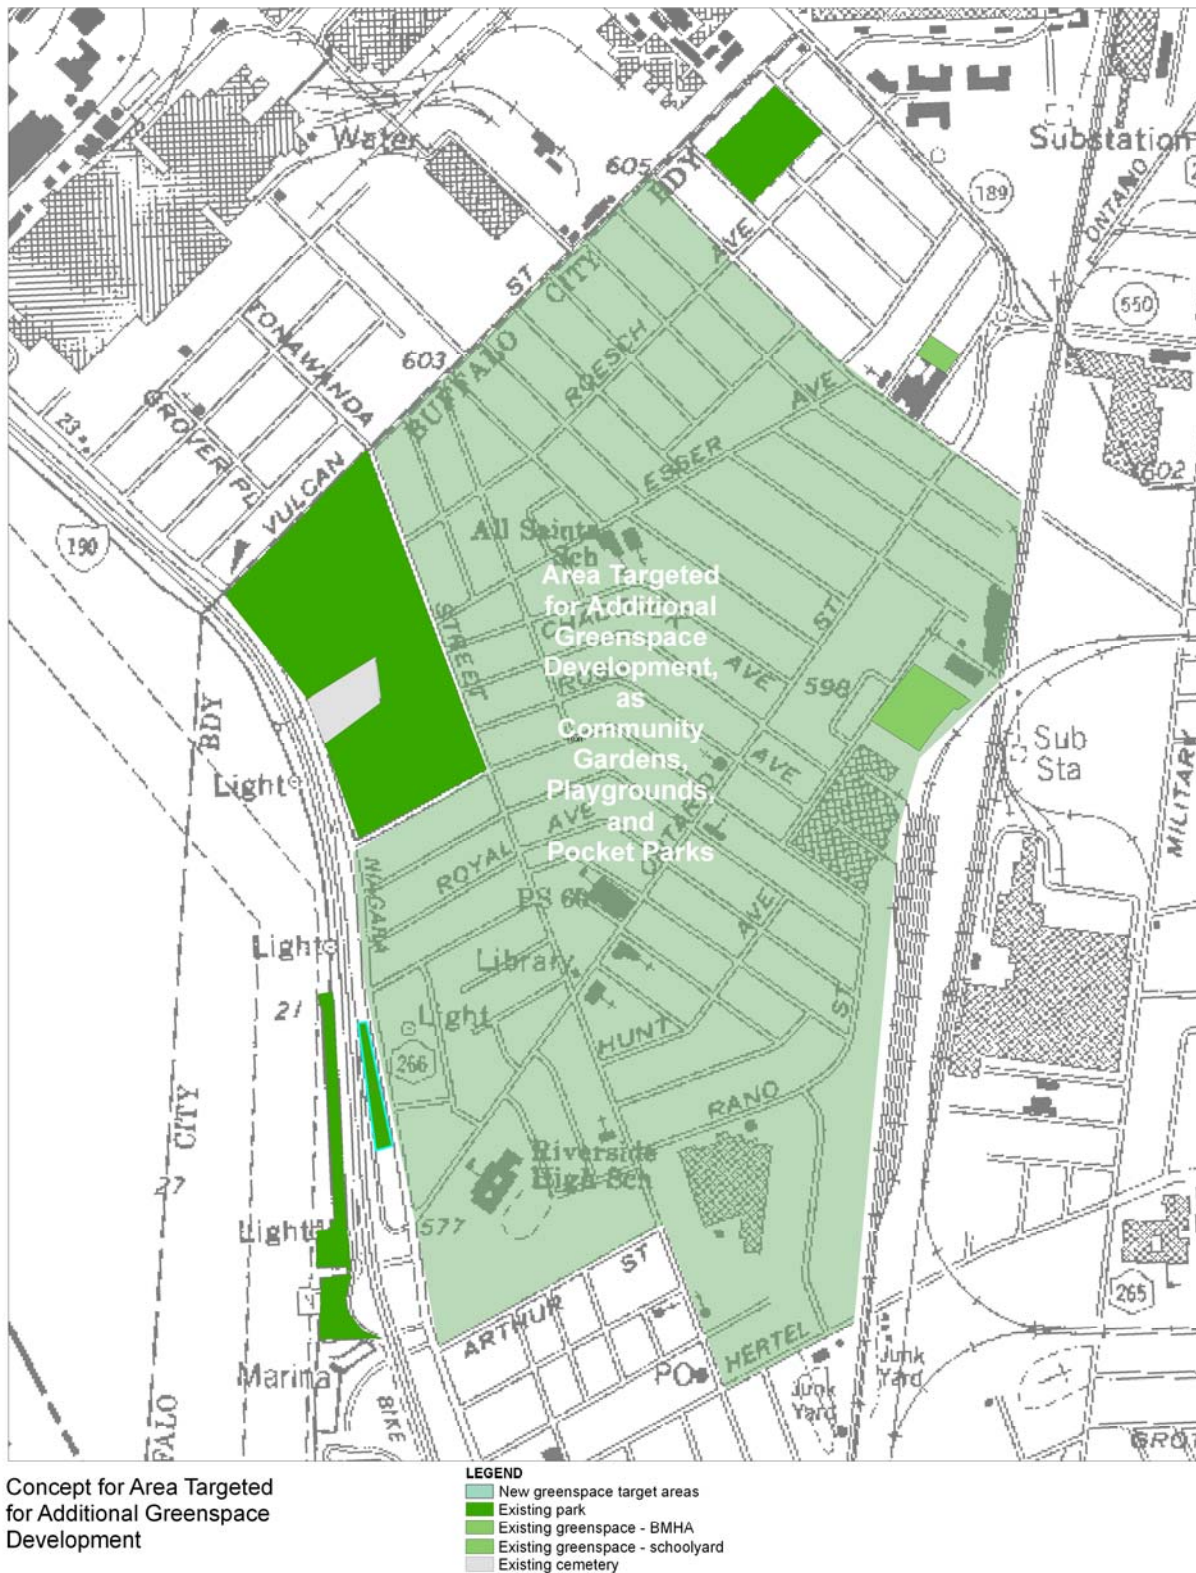 Water
605
BDY
Substation
189
ONTARIO
AVE
ST
CITY
550
TONAWANDA
603
BUFFALO
ROESCH
AVE
GROVER PL
23
VULCAN
ESSER
602
190
All Saints
Sch
Area Targeted
for Additional
Greenspace
Development,
as
Community
Gardens,
Playgrounds,
and
Pocket Parks
STREET
ST
AVE
598
BDY
Sub
Sta
Light
AVE
MILITARY
AVE
ONTARIO
NIAGARA
ROYAL
PS 60
AVE
Light
Library
21
Light
ST
HUNT
266
RANO
CITY
Riverside
High Sch
27
Light
577
ST
265
ARTHUR
HERTEL
Marina
PO
Junk
Yard
Junk
Yard
BIKE
FALO
GROT
Concept for Area Targeted
for Additional Greenspace
Development
LEGEND
New greenspace target areas
Existing park
Existing greenspace - BMHA
Existing greenspace - schoolyard
Existing cemetery